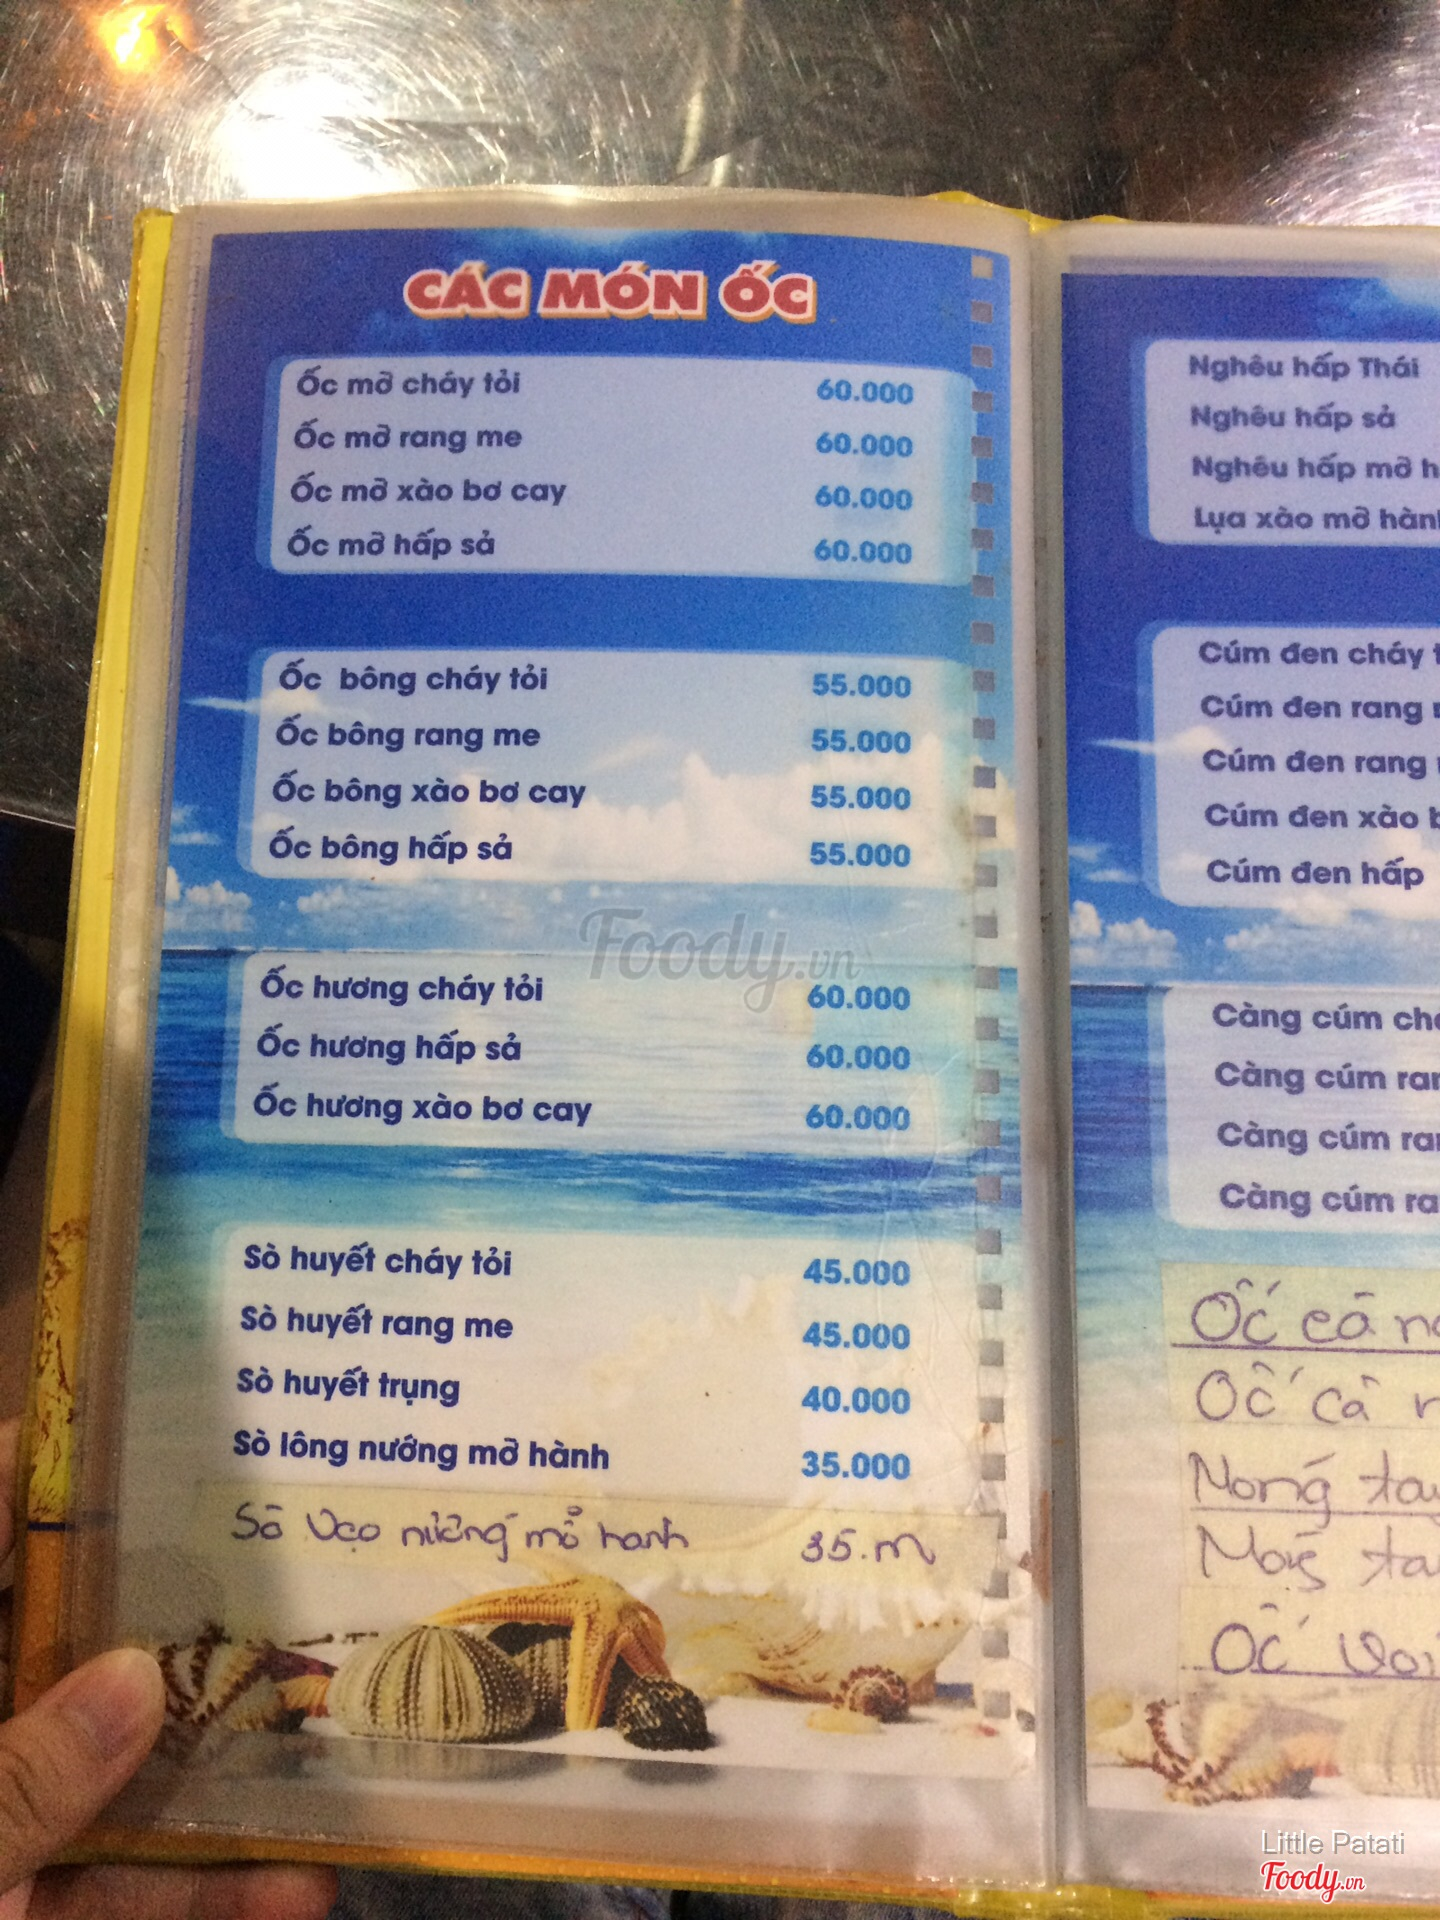 CÁC MÓN ỐC
Ốc mỡ cháy tỏi 60.000
Ốc mỡ rang me 60.000
Ốc mỡ xào bơ cay 60.000
Ốc mỡ hấp sả 60.000
Ốc bông cháy tỏi 55.000
Ốc bông rang me 55.000
Ốc bông xào bơ cay 55.000
Ốc bông hấp sả 55.000
Ốc hương cháy tỏi 60.000
Ốc hương hấp sả 60.000
Ốc hương xào bơ cay 60.000
Sò huyết cháy tỏi 45.000
Sò huyết rang me 45.000
Sò huyết trụng 40.000
Sò lông nướng mỡ hành 35.000
Sò 35.m
Nghêu hấp Thái
Nghêu hấp sả
Nghêu hấp mỡ
Lụa xào mỡ
Cúm đen cháy
Cúm đen rang
Cúm đen rang
Cúm đen xào
Cúm đen hấp
Càng cúm
Càng cúm
Càng cúm
Càng cúm
Ốc cà
Ốc cà
Ốc
Foody.vn
Little Patati
Foody.vn